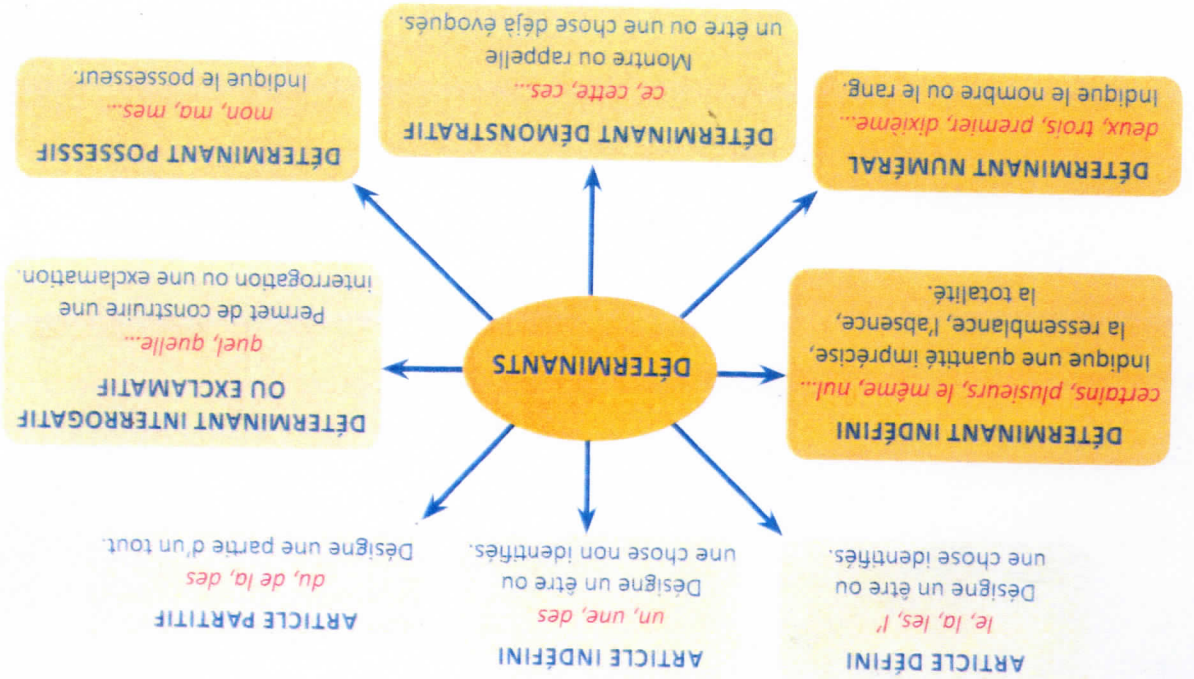 ARTICLE DÉFINI
le, la, les, l'
Désigne un être ou
une chose identifiés.
ARTICLE INDÉFINI
un, une, des
Désigne un être ou
une chose non identifiés.
ARTICLE PARTITIF
du, de la, des
Désigne une partie d'un tout.
DÉTERMINANT INDÉFINI
certains, plusieurs, le même, nul...
indique une quantité imprécise,
la ressemblance, l'absence,
la totalité.
DÉTERMINANTS
DÉTERMINANT INTERROGATIF
OU EXCLAMATIF
quel, quelle...
Permet de construire une
interrogation ou une exclamation.
DÉTERMINANT NUMÉRAL
deux, trois, premier, dixième...
Indique le nombre ou le rang.
DÉTERMINANT DÉMONSTRATIF
ce, cette, ces...
Montre ou rappelle
un être ou une chose déjà évoqués.
DÉTERMINANT POSSESSIF
mon, ma, mes...
Indique le possesseur.